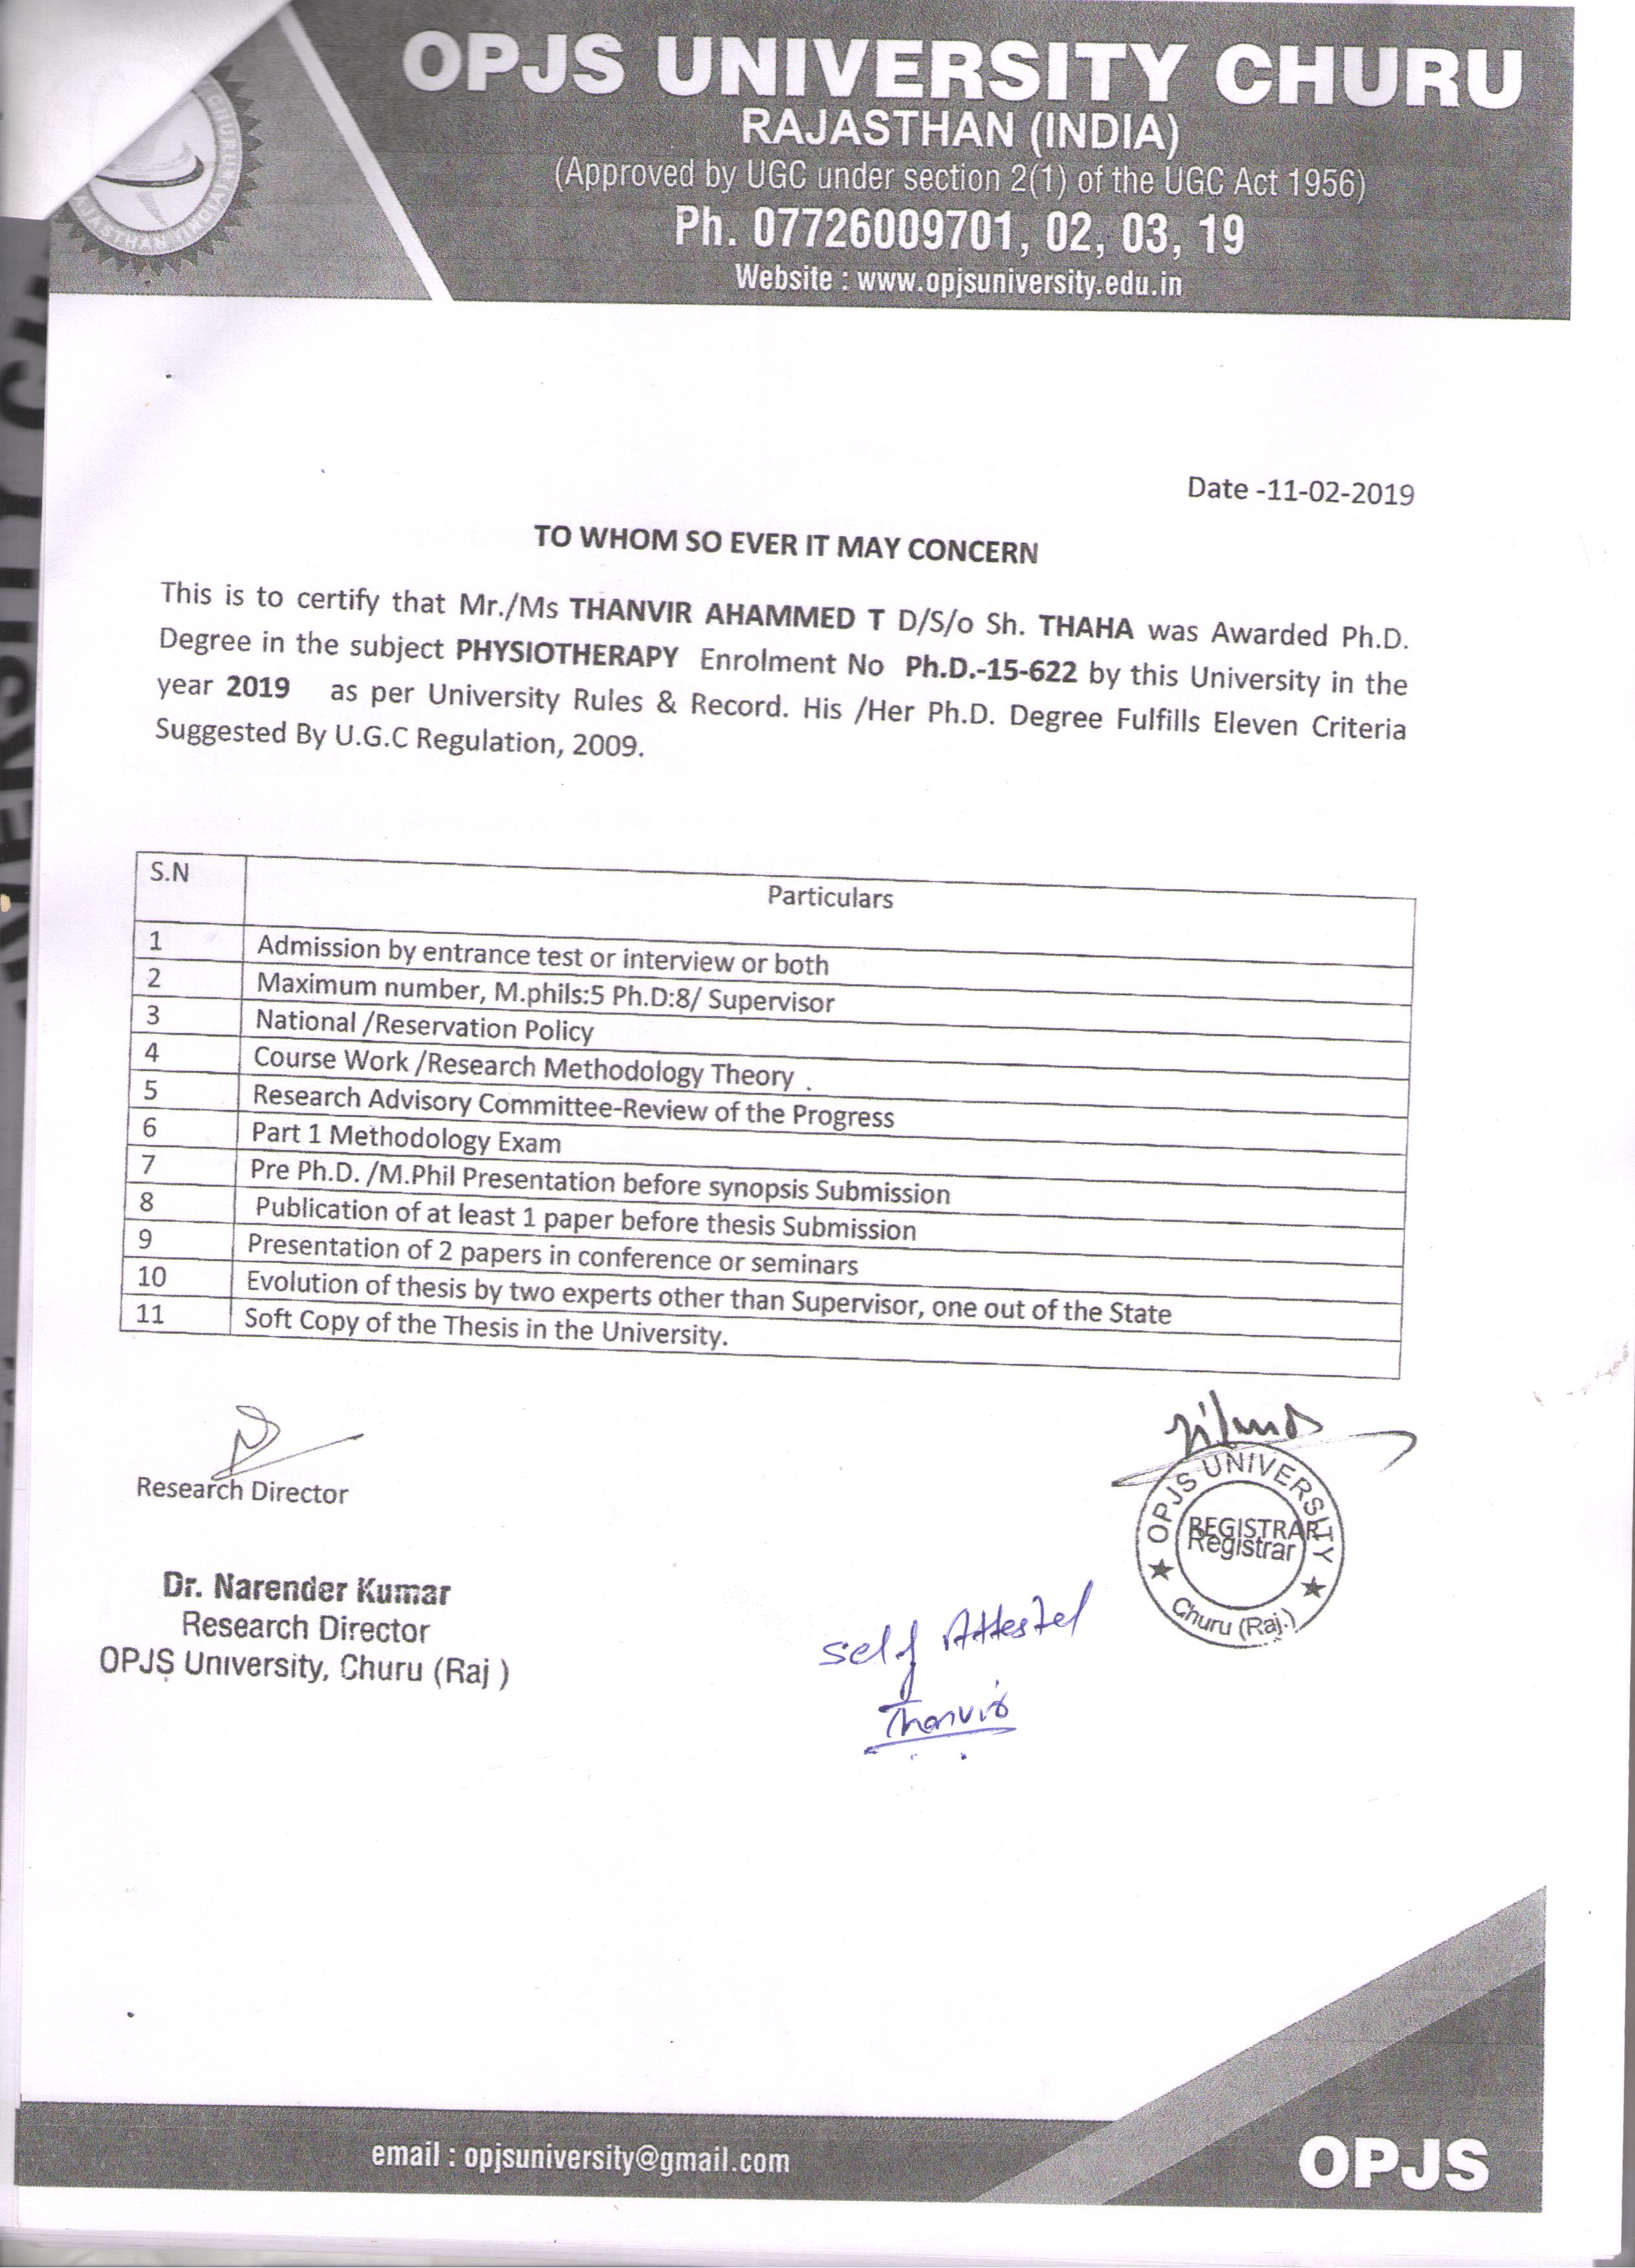 OPJS UNIVERSITY CHURU
RAJASTHAN (INDIA)
(Approved by UGC under section 2(1) of the UGC Act 1956)
Ph. 07726009701, 02, 03, 19
Website : www.opjsuniversity.edu.in
CHURU
RAJASTHAN (INDIA)
Date -11-02-2019
TO WHOM SO EVER IT MAY CONCERN
This is to certify that Mr./Ms THANVIR AHAMMED T D/S/o Sh. THAHA was Awarded Ph.D.
Degree in the subject PHYSIOTHERAPY Enrolment No Ph.D.-15-622 by this University in the
year 2019 as per University Rules & Record. His /Her Ph.D. Degree Fulfills Eleven Criteria
Suggested By U.G.C Regulation, 2009.
S.N Particulars
1 Admission by entrance test or interview or both
2 Maximum number, M.phils:5 Ph.D:8/ Supervisor
3 National /Reservation Policy
4 Course Work /Research Methodology Theory .
5 Research Advisory Committee-Review of the Progress
6 Part 1 Methodology Exam
7 Pre Ph.D. /M.Phil Presentation before synopsis Submission
8 Publication of at least 1 paper before thesis Submission
9 Presentation of 2 papers in conference or seminars
10 Evolution of thesis by two experts other than Supervisor, one out of the State
11 Soft Copy of the Thesis in the University.
Research Director
OPJS UNIVERSITY
REGISTRAR
Registrar
Churu (Raj.)
Dr. Narender Kumar
Research Director
OPJS University, Churu (Raj )
Self Attested
Thanvir
email : opjsuniversity@gmail.com
OPJS